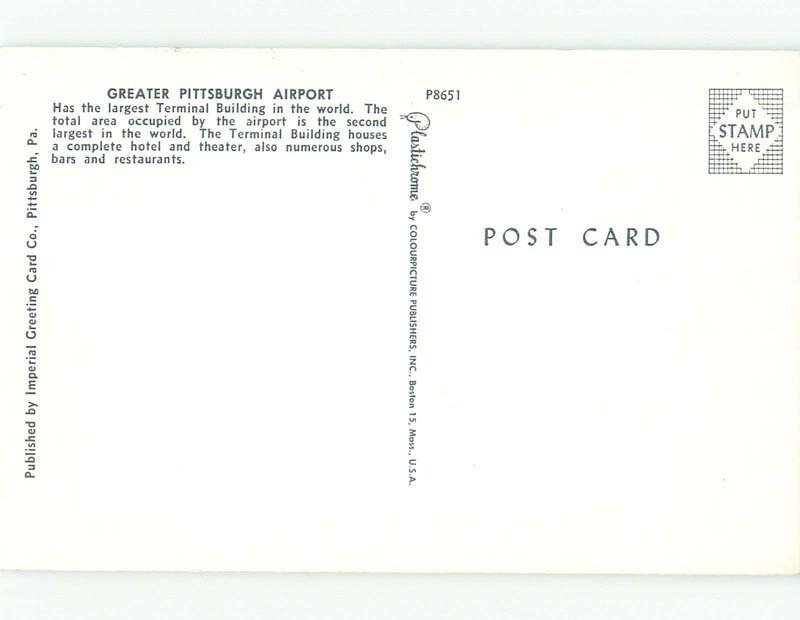 GREATER PITTSBURGH AIRPORT
Has the largest Terminal Building in the world. The
total area occupied by the airport is the second
largest in the world. The Terminal Building houses
a complete hotel and theater, also numerous shops,
bars and restaurants.
Published by Imperial Greeting Card Co., Pittsburgh, Pa.
P8651
Plastichrome ® by COLOURPICTURE PUBLISHERS, INC., Boston 15, Mass., U.S.A.
POST CARD
PUT
STAMP
HERE